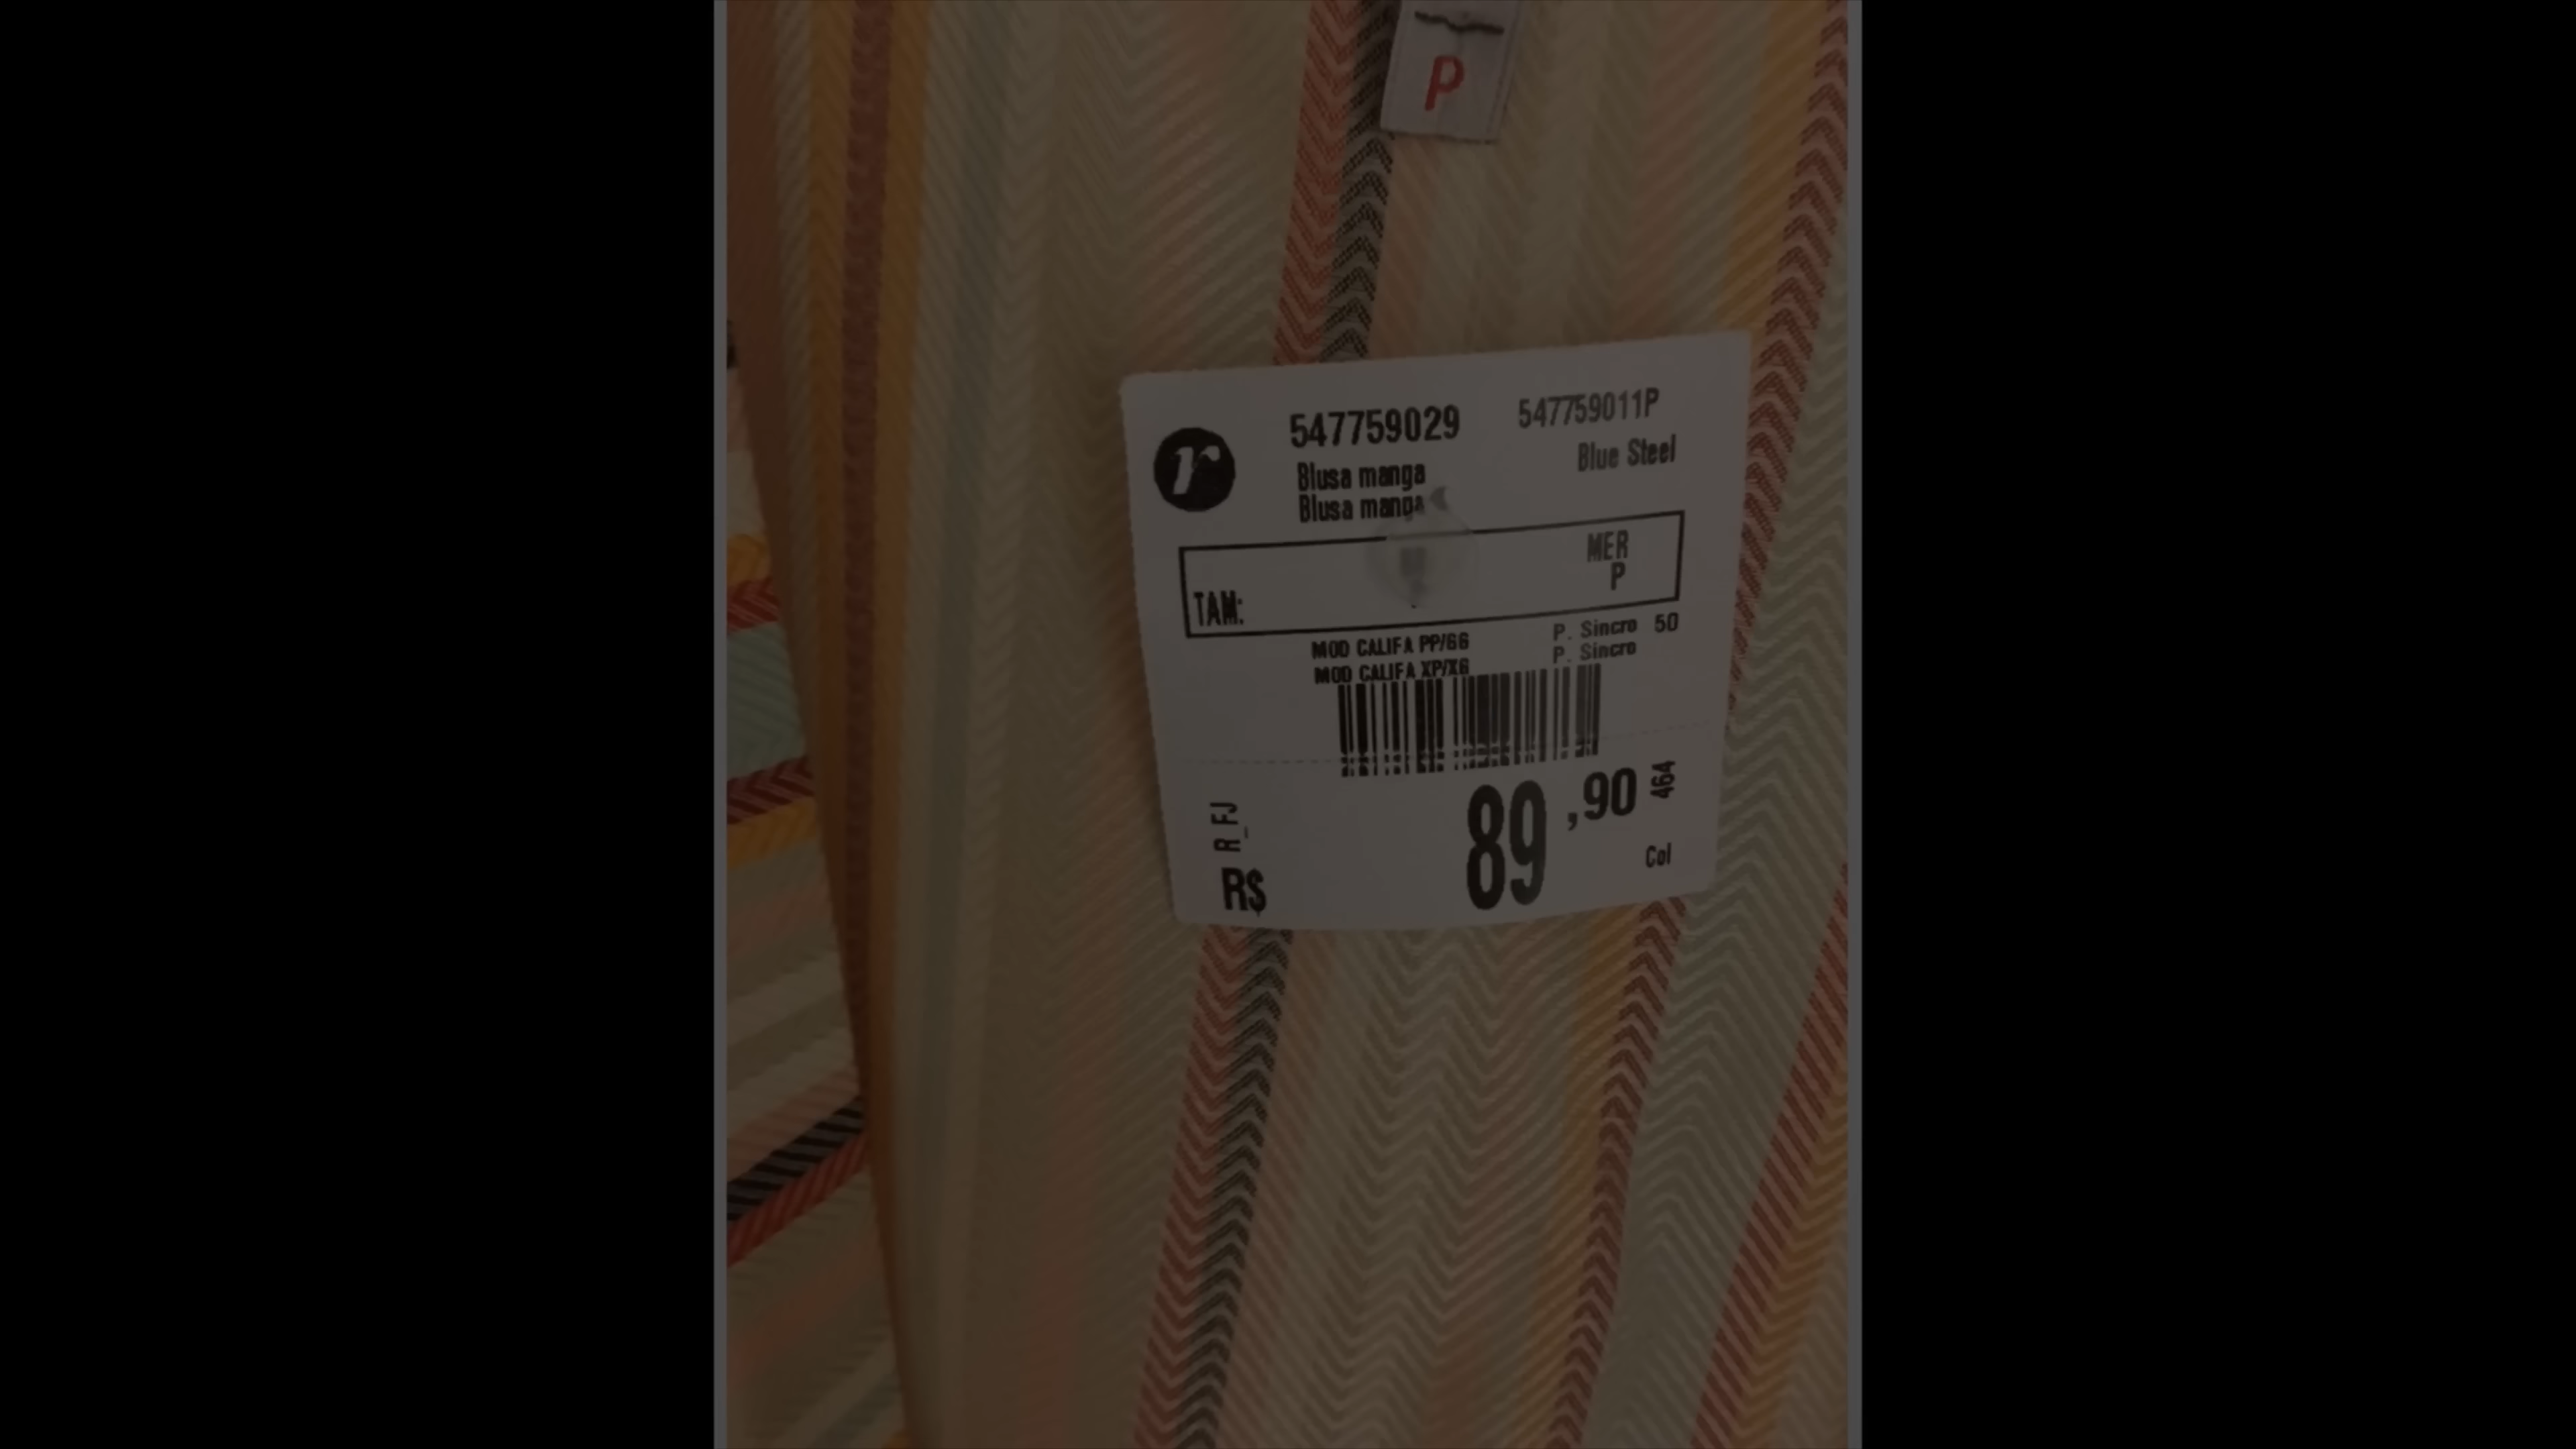 P
r
547759029 547759011P
Blusa manga Blue Steel
Blusa manga
MER
TAM: P
MOD CALIFA PP/GG P. Sincro 50
MOD CALIFA XP/XG P. Sincro
R_FJ
R$ 89,90 464
Col